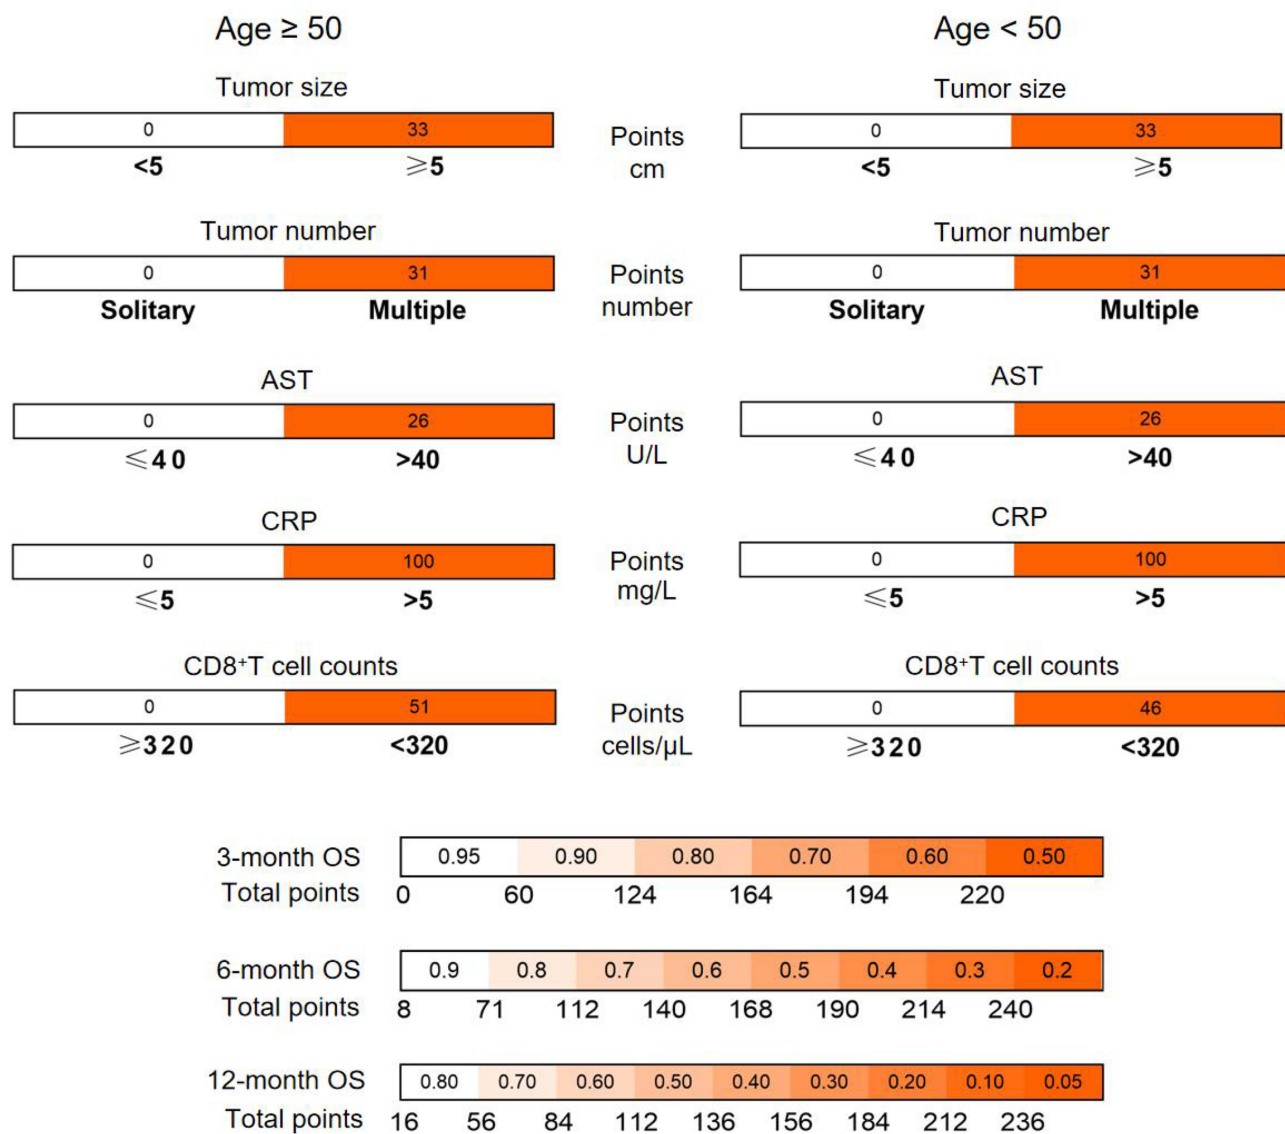 Age ≥ 50 Age < 50
Tumor size Tumor size
0 33 Points 0 33
<5 ≥5 cm <5 ≥5
Tumor number Tumor number
0 31 Points 0 31
Solitary Multiple number Solitary Multiple
AST AST
0 26 Points 0 26
≤40 >40 U/L ≤40 >40
CRP CRP
0 100 Points 0 100
≤5 >5 mg/L ≤5 >5
CD8⁺T cell counts CD8⁺T cell counts
0 51 Points 0 46
≥320 <320 cells/µL ≥320 <320
3-month OS 0.95 0.90 0.80 0.70 0.60 0.50
Total points 0 60 124 164 194 220
6-month OS 0.9 0.8 0.7 0.6 0.5 0.4 0.3 0.2
Total points 8 71 112 140 168 190 214 240
12-month OS 0.80 0.70 0.60 0.50 0.40 0.30 0.20 0.10 0.05
Total points 16 56 84 112 136 156 184 212 236